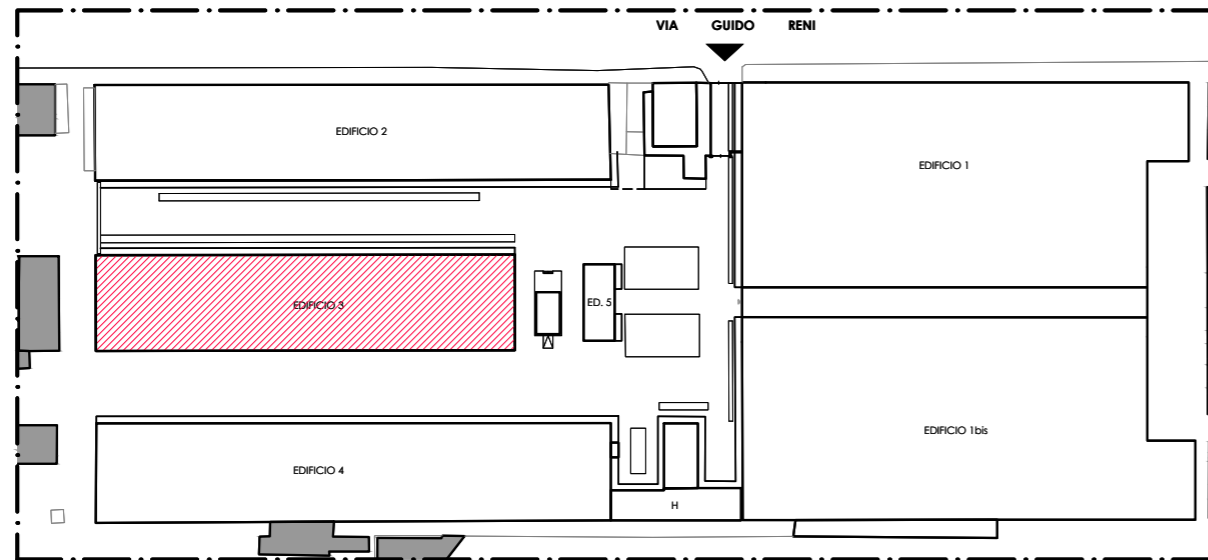 VIA GUIDO RENI
EDIFICIO 2
EDIFICIO 1
EDIFICIO 3
ED. 5
EDIFICIO 1bis
EDIFICIO 4
H